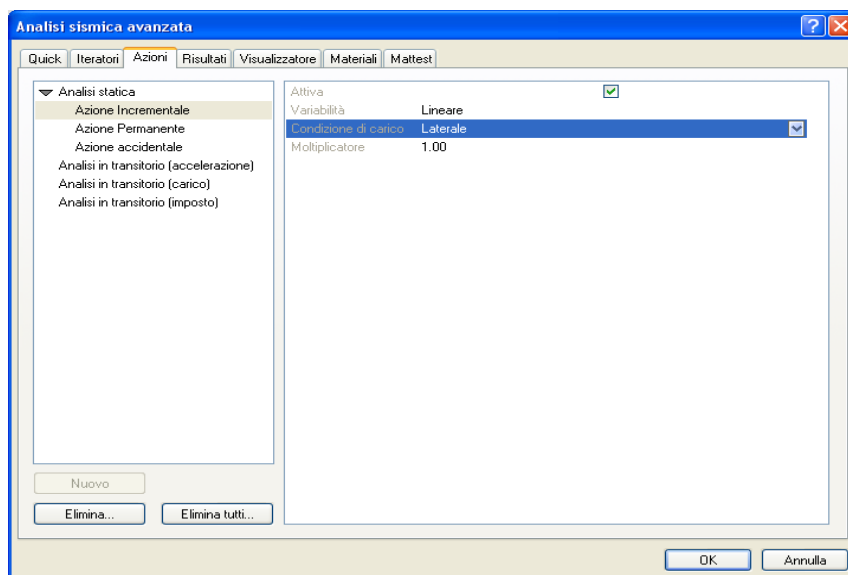 Analisi sismica avanzata
Quick Iteratori Azioni Risultati Visualizzatore Materiali Mattest
Analisi statica
Azione Incrementale
Azione Permanente
Azione accidentale
Analisi in transitorio (accelerazione)
Analisi in transitorio (carico)
Analisi in transitorio (imposto)
Attiva
Variabilità Lineare
Condizione di carico Laterale
Moltiplicatore 1.00
Nuovo
Elimina... Elimina tutti...
OK Annulla